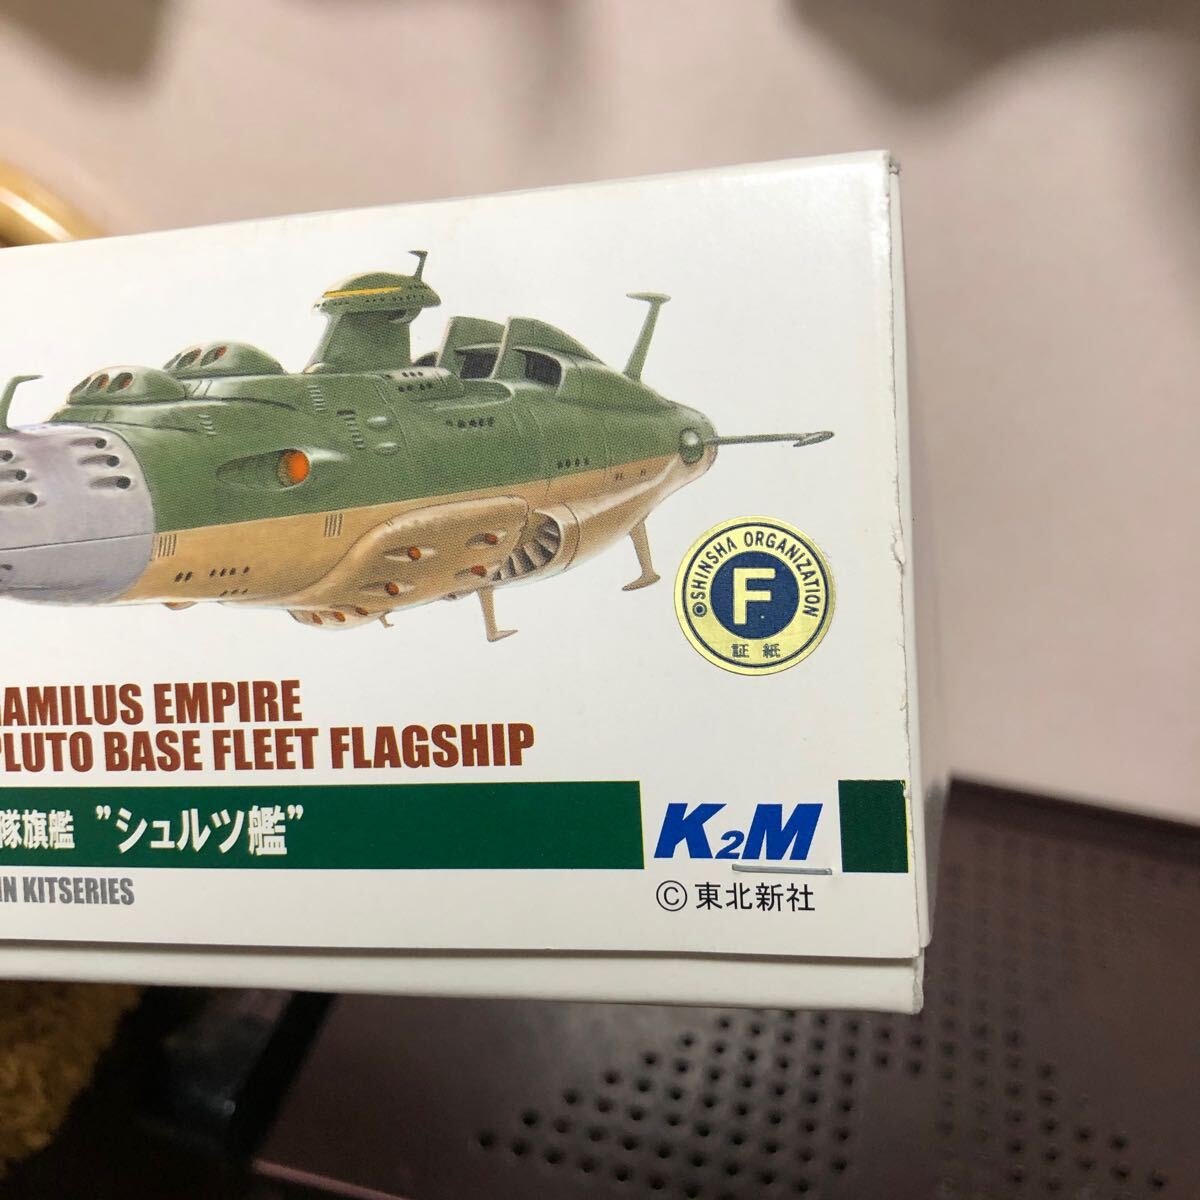 SHINSHA ORGANIZATION
F
証紙
AMILUS EMPIRE
PLUTO BASE FLEET FLAGSHIP
隊旗艦 ”シュルツ艦”
K2M
IN KITSERIES
©東北新社